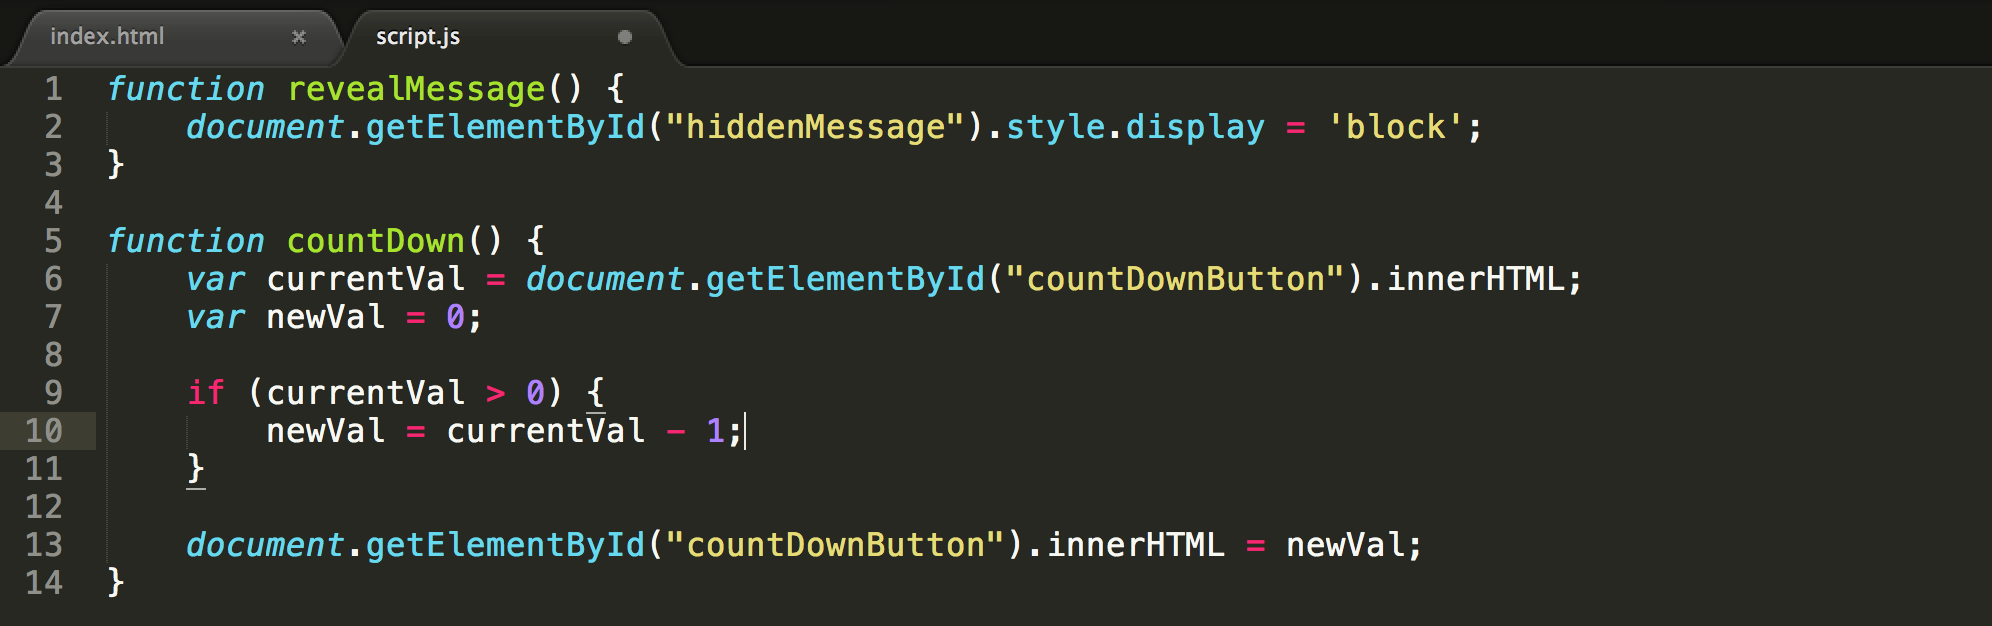 index.html × script.js
1 function revealMessage() {
2     document.getElementById("hiddenMessage").style.display = 'block';
3 }
4
5 function countDown() {
6     var currentVal = document.getElementById("countDownButton").innerHTML;
7     var newVal = 0;
8
9     if (currentVal > 0) {
10         newVal = currentVal - 1;
11     }
12
13     document.getElementById("countDownButton").innerHTML = newVal;
14 }